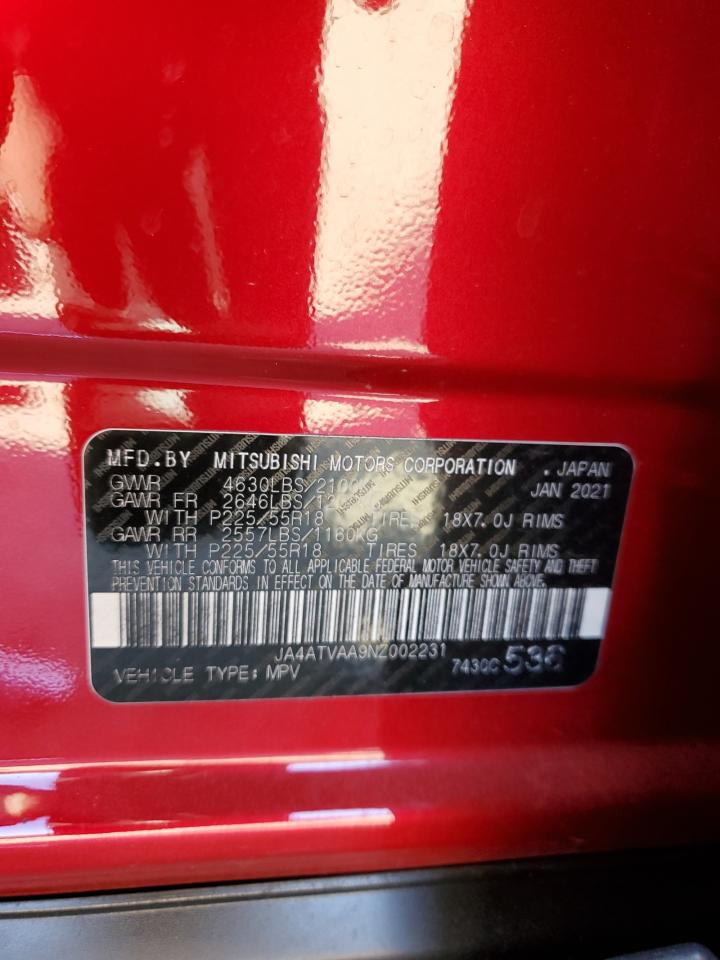 MFD.BY MITSUBISHI MOTORS CORPORATION . JAPAN
GVWR 4630LBS/2100 JAN 2021
GAWR FR 2646LBS/
WITH P225/55R18 TIRES 18X7.0J RIMS
GAWR RR 2557LBS/1160KG
WITH P225/55R18 TIRES 18X7.0J RIMS
THIS VEHICLE CONFORMS TO ALL APPLICABLE FEDERAL MOTOR VEHICLE SAFETY AND THEFT
PREVENTION STANDARDS IN EFFECT ON THE DATE OF MANUFACTURE SHOWN ABOVE.
JA4ATVAA9NZ002231
VEHICLE TYPE: MPV 7430C 536